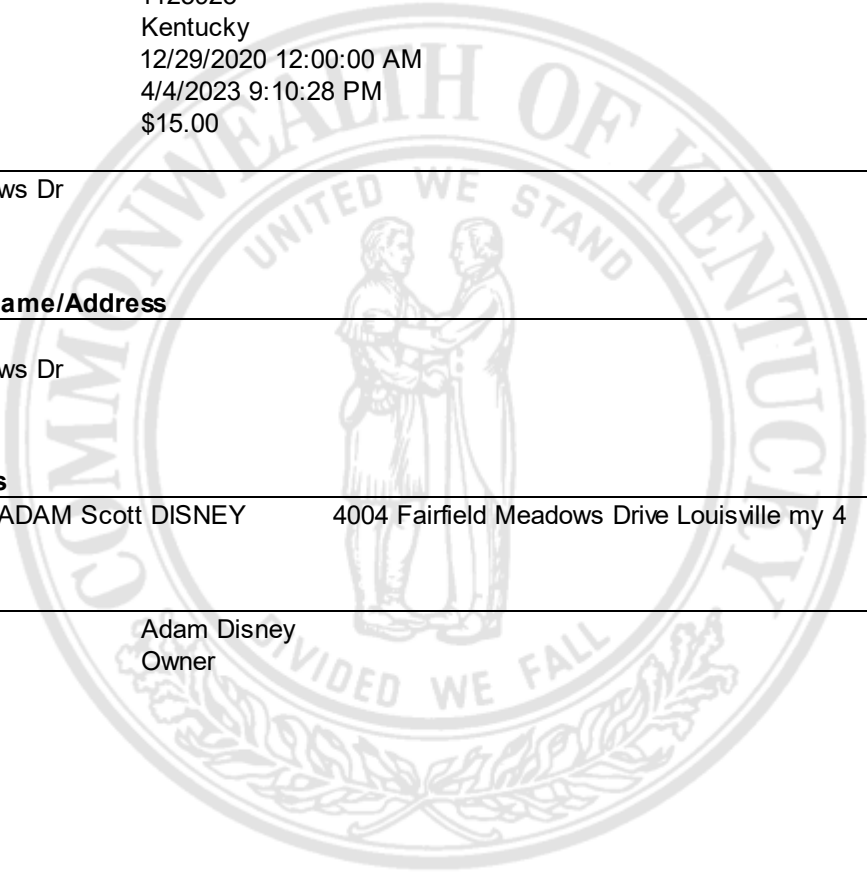 Kentucky
12/29/2020 12:00:00 AM
4/4/2023 9:10:28 PM
$15.00
ws Dr
ame/Address
ws Dr
s
ADAM Scott DISNEY 4004 Fairfield Meadows Drive Louisville my 4
Adam Disney
Owner
COMMONWEALTH OF KENTUCKY
UNITED WE STAND
DIVIDED WE FALL